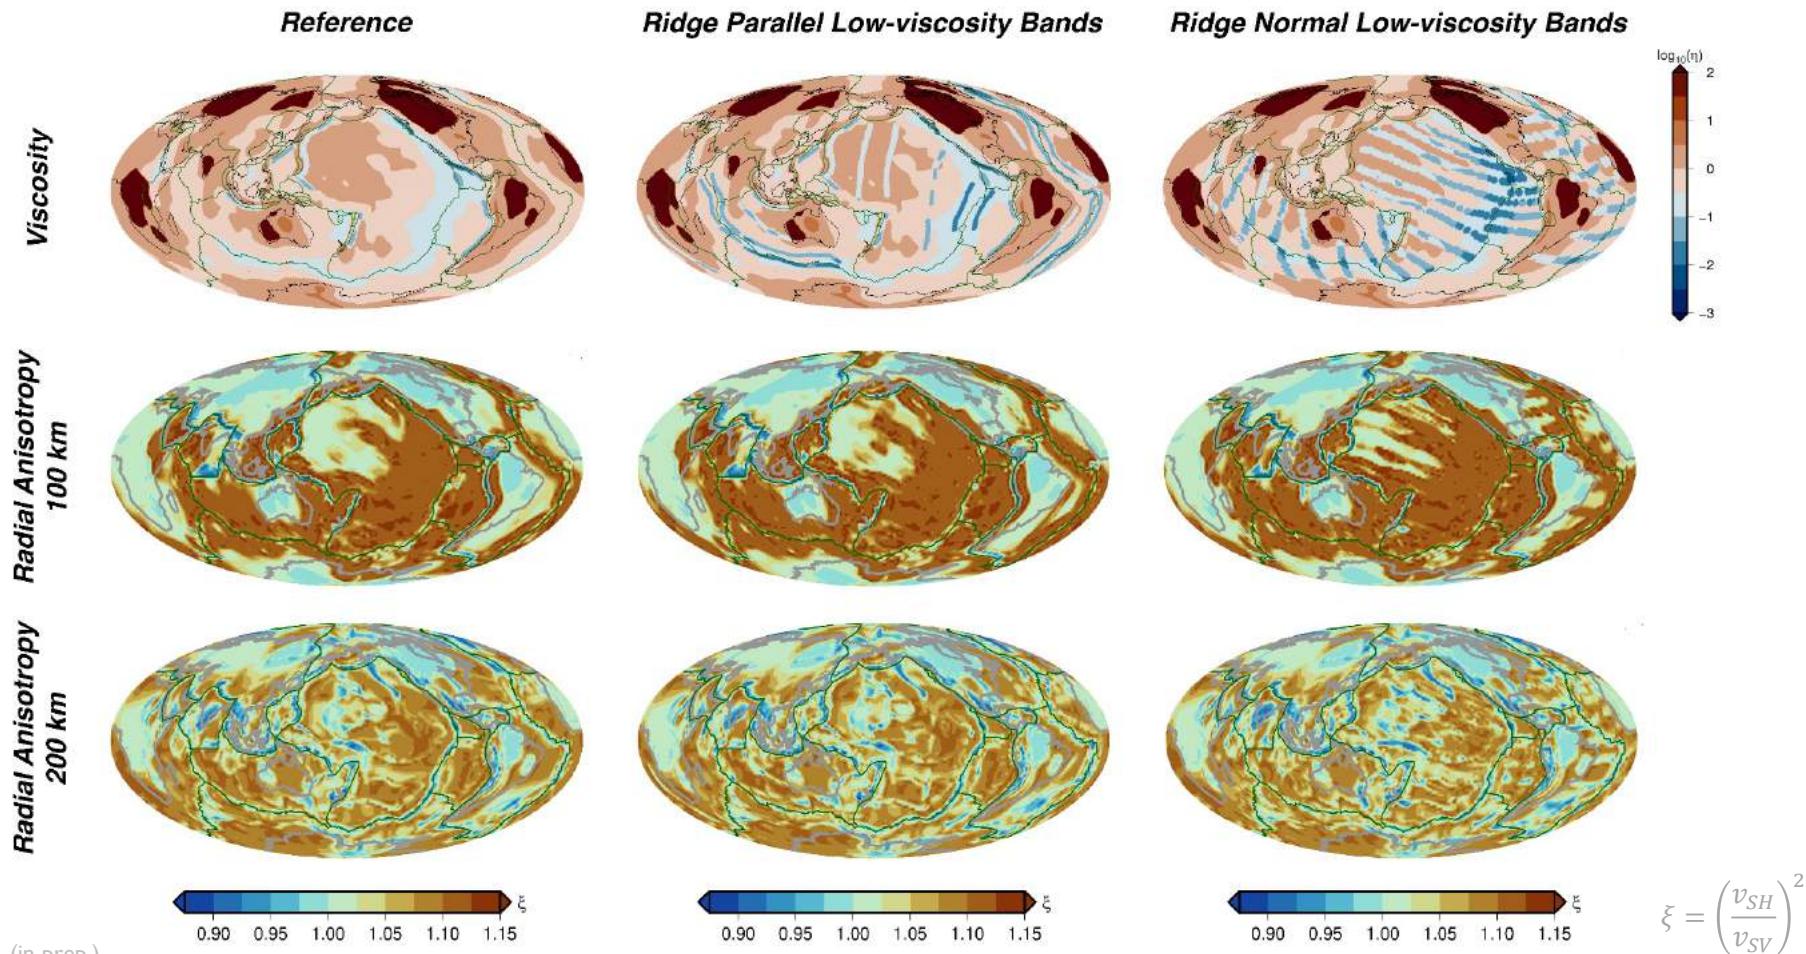 Reference
Ridge Parallel Low-viscosity Bands
Ridge Normal Low-viscosity Bands
log₁₀(η)
2
1
0
−1
−2
−3
Viscosity
Radial Anisotropy
100 km
Radial Anisotropy
200 km
0.90 0.95 1.00 1.05 1.10 1.15
ξ
0.90 0.95 1.00 1.05 1.10 1.15
ξ
0.90 0.95 1.00 1.05 1.10 1.15
ξ
ξ = (v_SH / v_SV)²